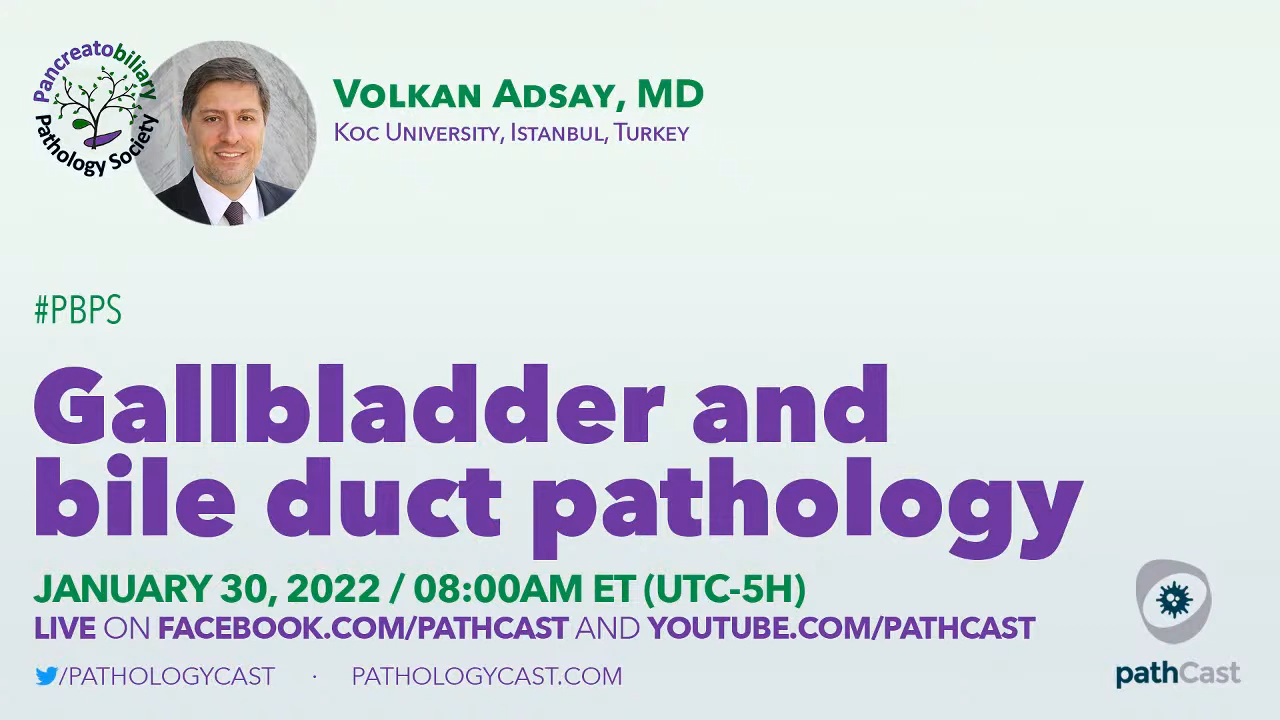 Pancreatobiliary
Pathology Society
VOLKAN ADSAY, MD
KOC UNIVERSITY, ISTANBUL, TURKEY
#PBPS
Gallbladder and
bile duct pathology
JANUARY 30, 2022 / 08:00AM ET (UTC-5H)
LIVE ON FACEBOOK.COM/PATHCAST AND YOUTUBE.COM/PATHCAST
/PATHOLOGYCAST · PATHOLOGYCAST.COM
pathCast